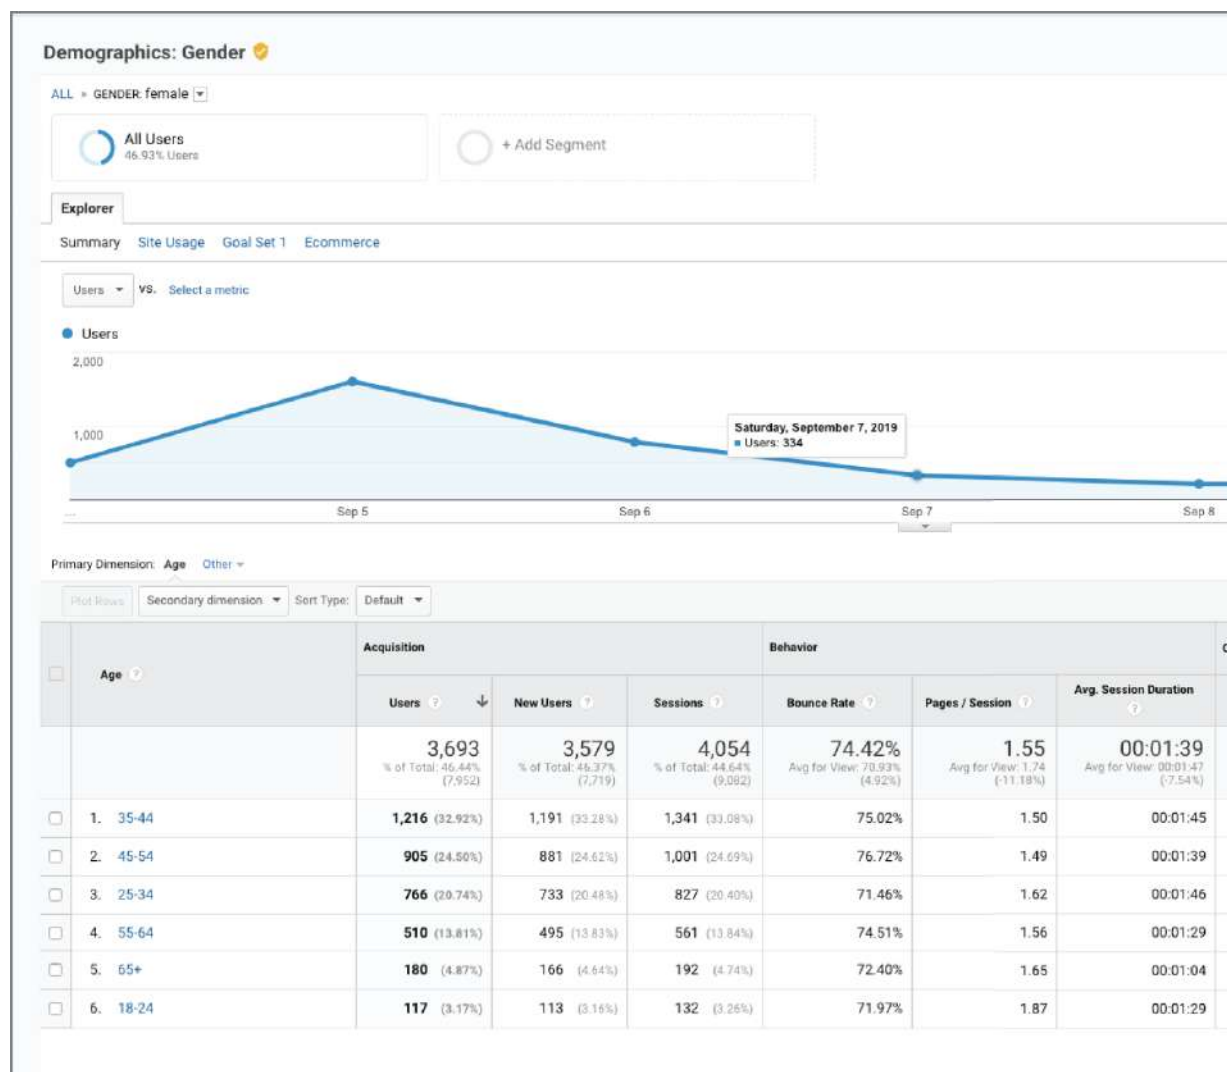 Demographics: Gender
ALL » GENDER: female
All Users
46.93% Users
+ Add Segment
Explorer
Summary Site Usage Goal Set 1 Ecommerce
Users VS. Select a metric
Users
2,000
1,000
Saturday, September 7, 2019
Users: 334
... Sep 5 Sep 6 Sep 7 Sep 8
Primary Dimension: Age Other
Plot Rows Secondary dimension Sort Type: Default
Acquisition Behavior
Age ?
Users ? New Users ? Sessions ? Bounce Rate ? Pages / Session ? Avg. Session Duration ?
3,693 3,579 4,054 74.42% 1.55 00:01:39
% of Total: 46.44% % of Total: 46.37% % of Total: 44.64% Avg for View: 70.93% Avg for View: 1.74 Avg for View: 00:01:47
(7,952) (7,719) (9,082) (4.92%) (-11.18%) (-7.54%)
1. 35-44 1,216 (32.92%) 1,191 (33.28%) 1,341 (33.08%) 75.02% 1.50 00:01:45
2. 45-54 905 (24.50%) 881 (24.62%) 1,001 (24.69%) 76.72% 1.49 00:01:39
3. 25-34 766 (20.74%) 733 (20.48%) 827 (20.40%) 71.46% 1.62 00:01:46
4. 55-64 510 (13.81%) 495 (13.83%) 561 (13.84%) 74.51% 1.56 00:01:29
5. 65+ 180 (4.87%) 166 (4.64%) 192 (4.74%) 72.40% 1.65 00:01:04
6. 18-24 117 (3.17%) 113 (3.16%) 132 (3.26%) 71.97% 1.87 00:01:29